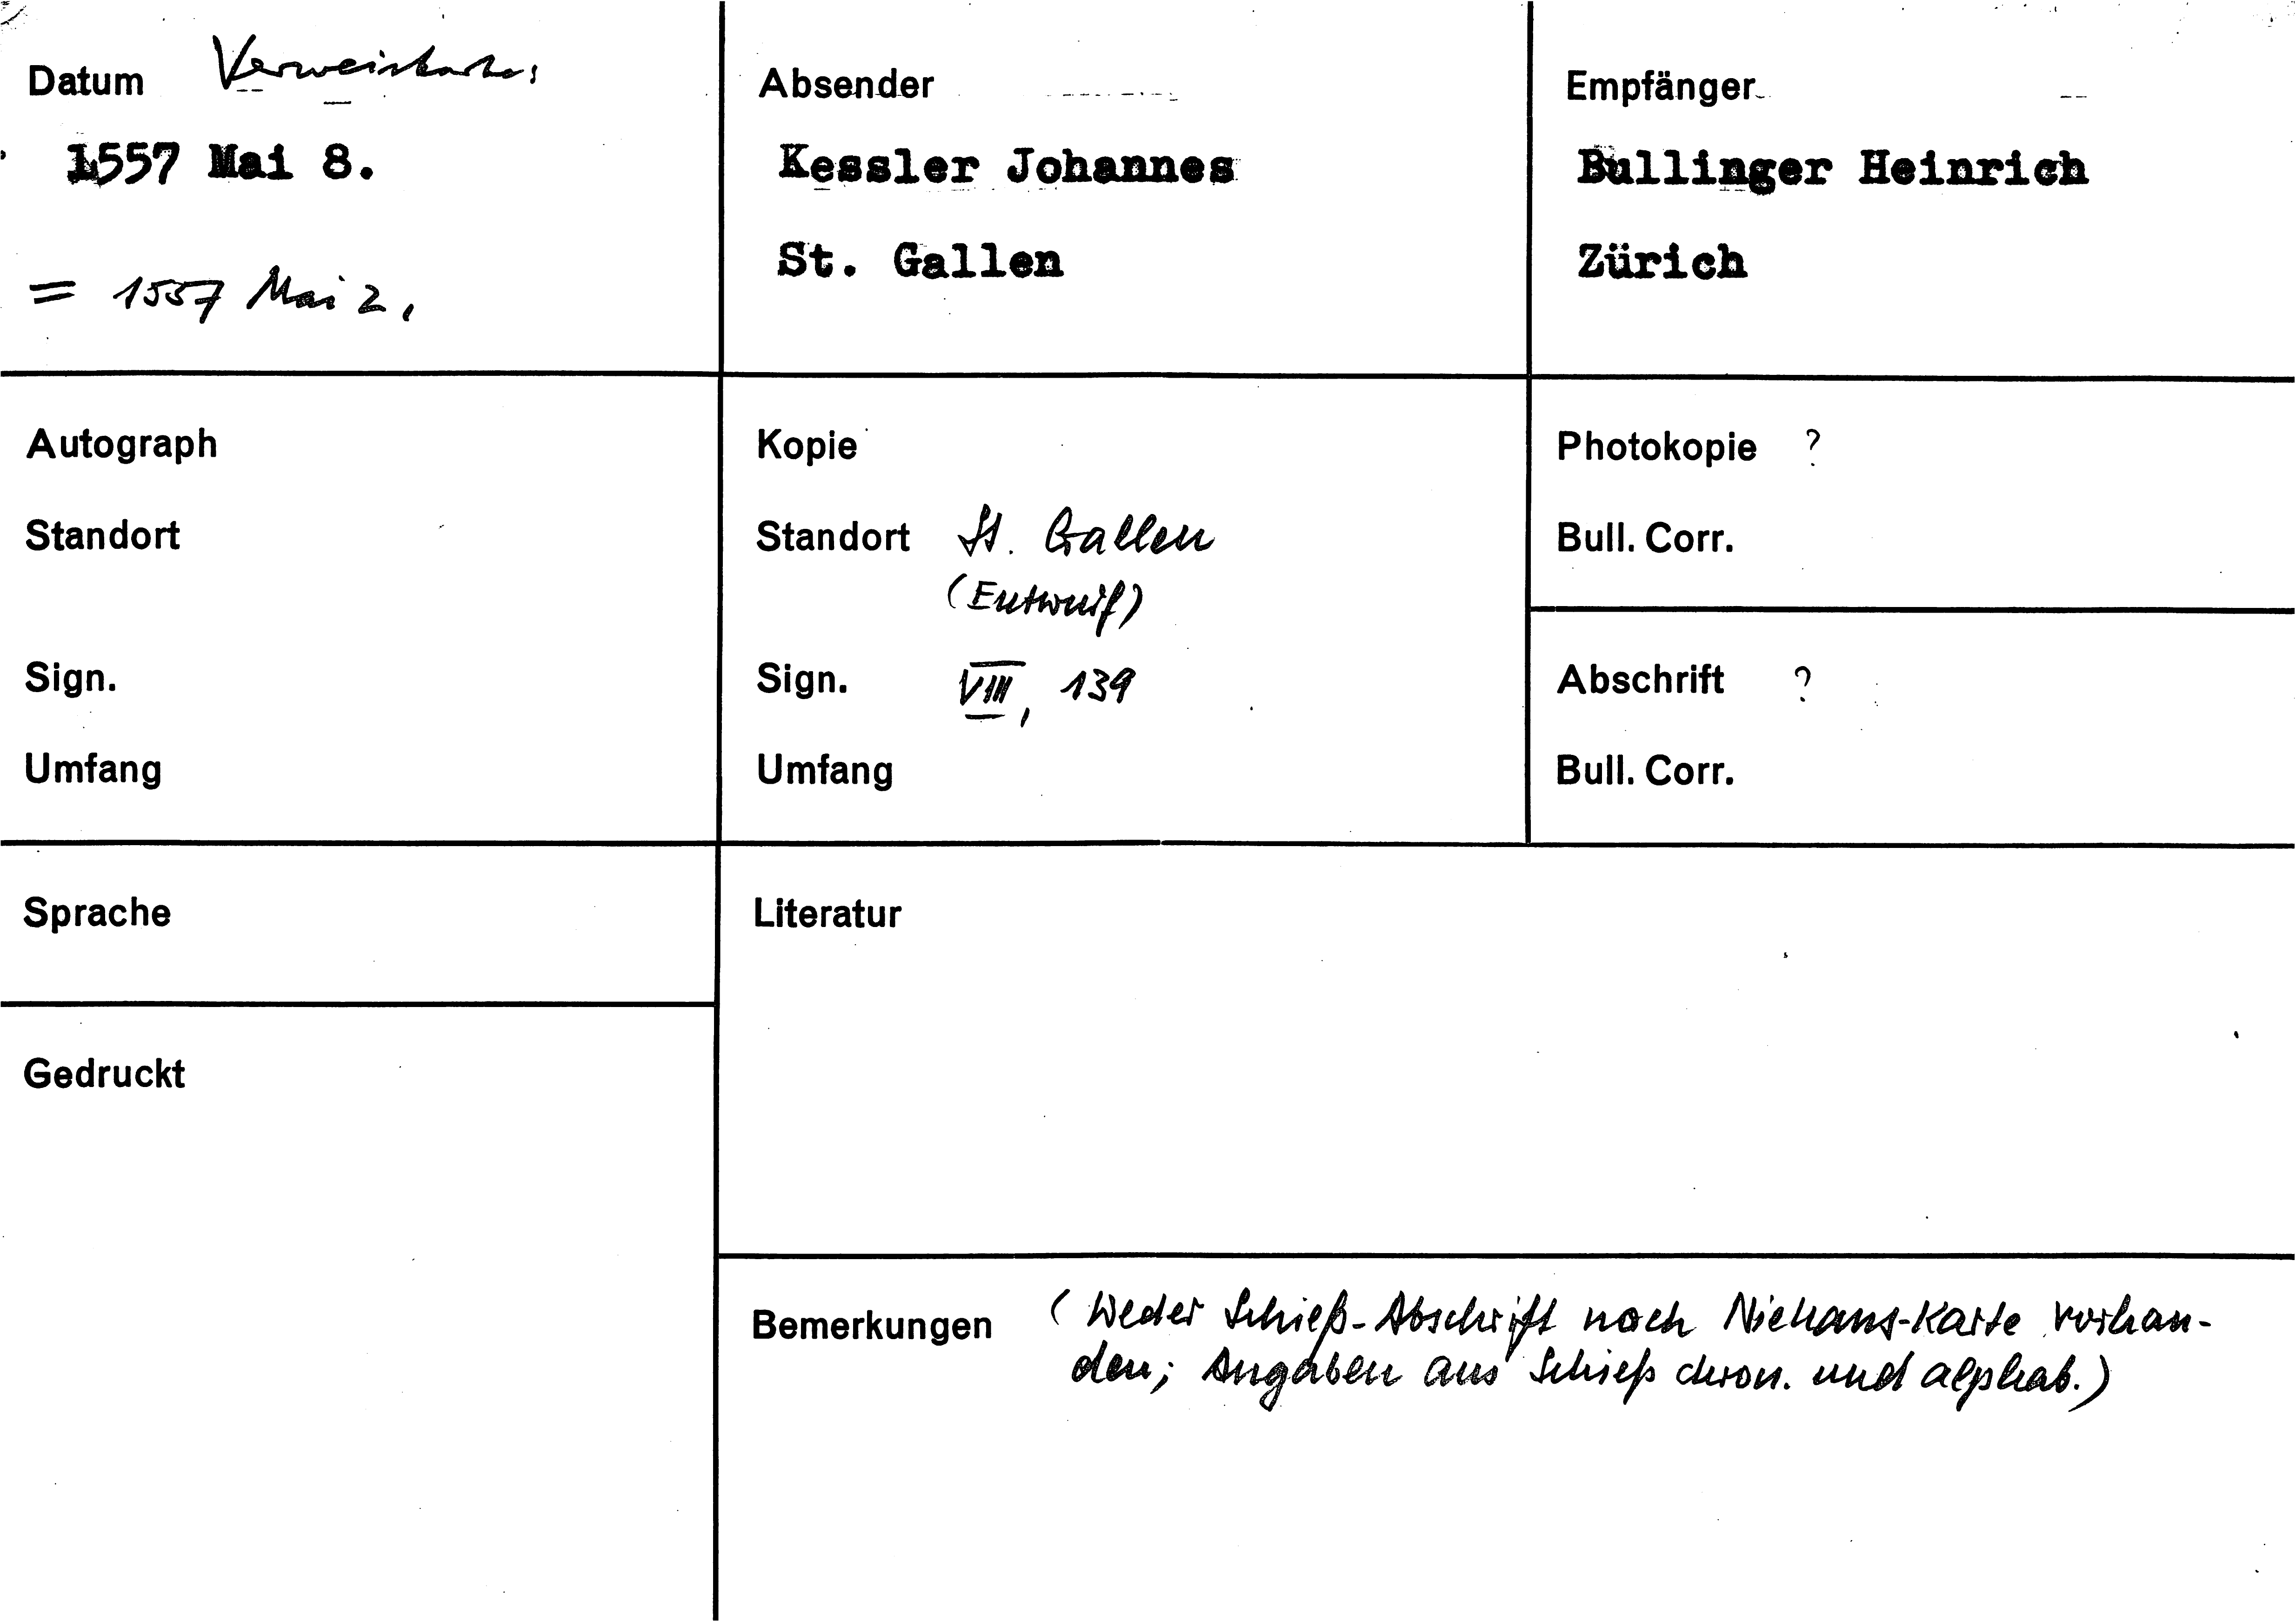 Datum Verweiskarte!
1557 Mai 8.
= 1557 Mai 2.
Absender
Kessler Johannes
St. Gallen
Empfänger
Bullinger Heinrich
Zürich
Autograph
Standort
Sign.
Umfang
Kopie
Standort St. Gallen
(Entwurf)
Sign. VIII, 139
Umfang
Photokopie ?
Bull. Corr.
Abschrift ?
Bull. Corr.
Sprache
Gedruckt
Literatur
Bemerkungen (Weder Schieß-Abschrift noch Niehans-Karte vorhan-
den; Angaben aus Schieß chron. und alphab.)